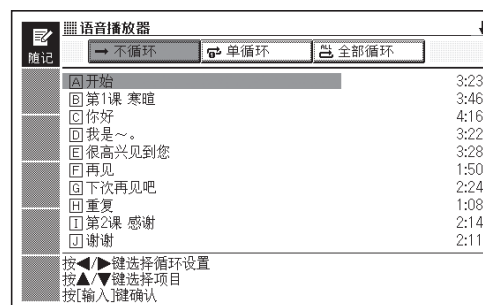 语音播放器
随记
→ 不循环 单循环 ALL 全部循环
A 开始 3:23
B 第1课 寒暄 3:46
C 你好 4:16
D 我是～。 3:22
E 很高兴见到您 3:28
F 再见 1:50
G 下次再见吧 2:24
H 重复 1:08
I 第2课 感谢 2:14
J 谢谢 2:11
按◀/▶键选择循环设置
按▲/▼键选择项目
按[输入]键确认